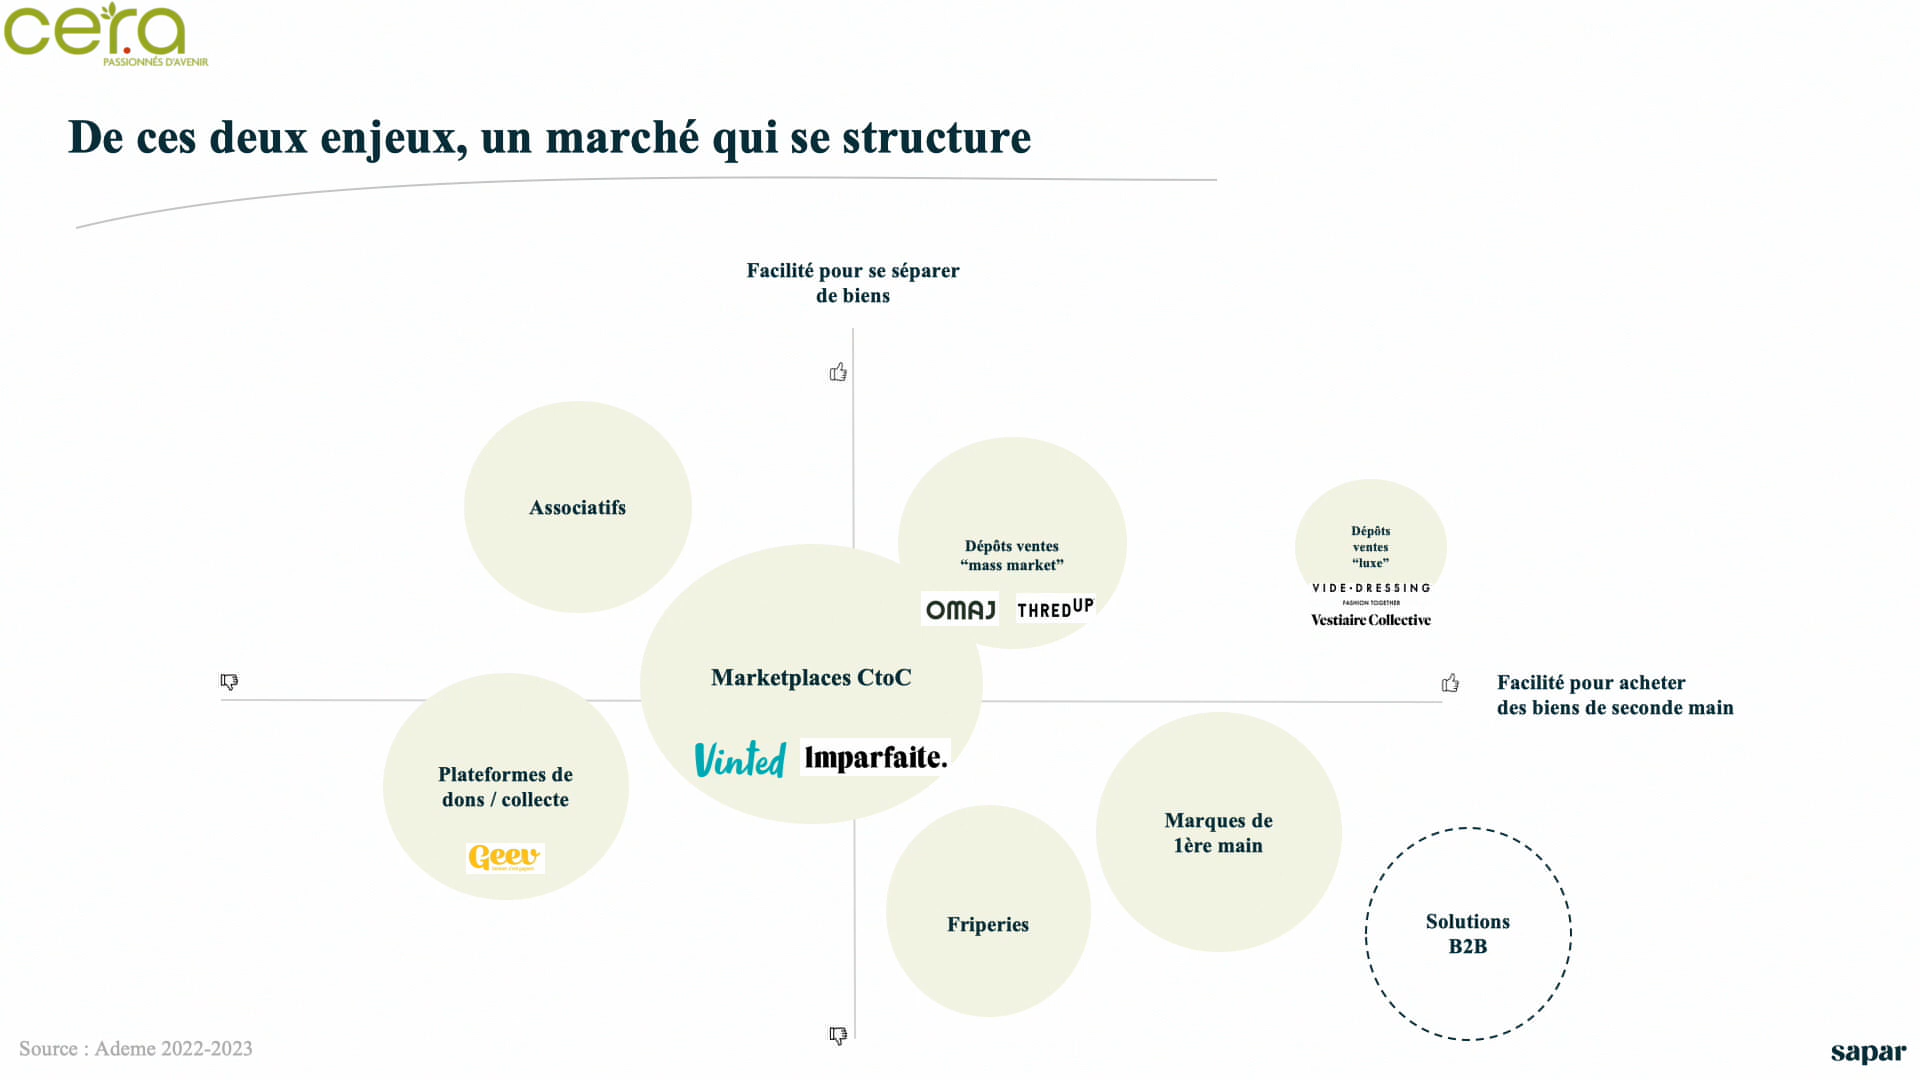 cera
PASSIONNÉS D'AVENIR
De ces deux enjeux, un marché qui se structure
Facilité pour se séparer
de biens
Associatifs
Dépôts ventes
“mass market”
OMAJ THREDUP
Dépôts
ventes
“luxe”
VIDE•DRESSING
FASHION TOGETHER
Vestiaire Collective
Marketplaces CtoC
Vinted Imparfaite.
Facilité pour acheter
des biens de seconde main
Plateformes de
dons / collecte
Geev
Marques de
1ère main
Friperies
Solutions
B2B
Source : Ademe 2022-2023
sapar